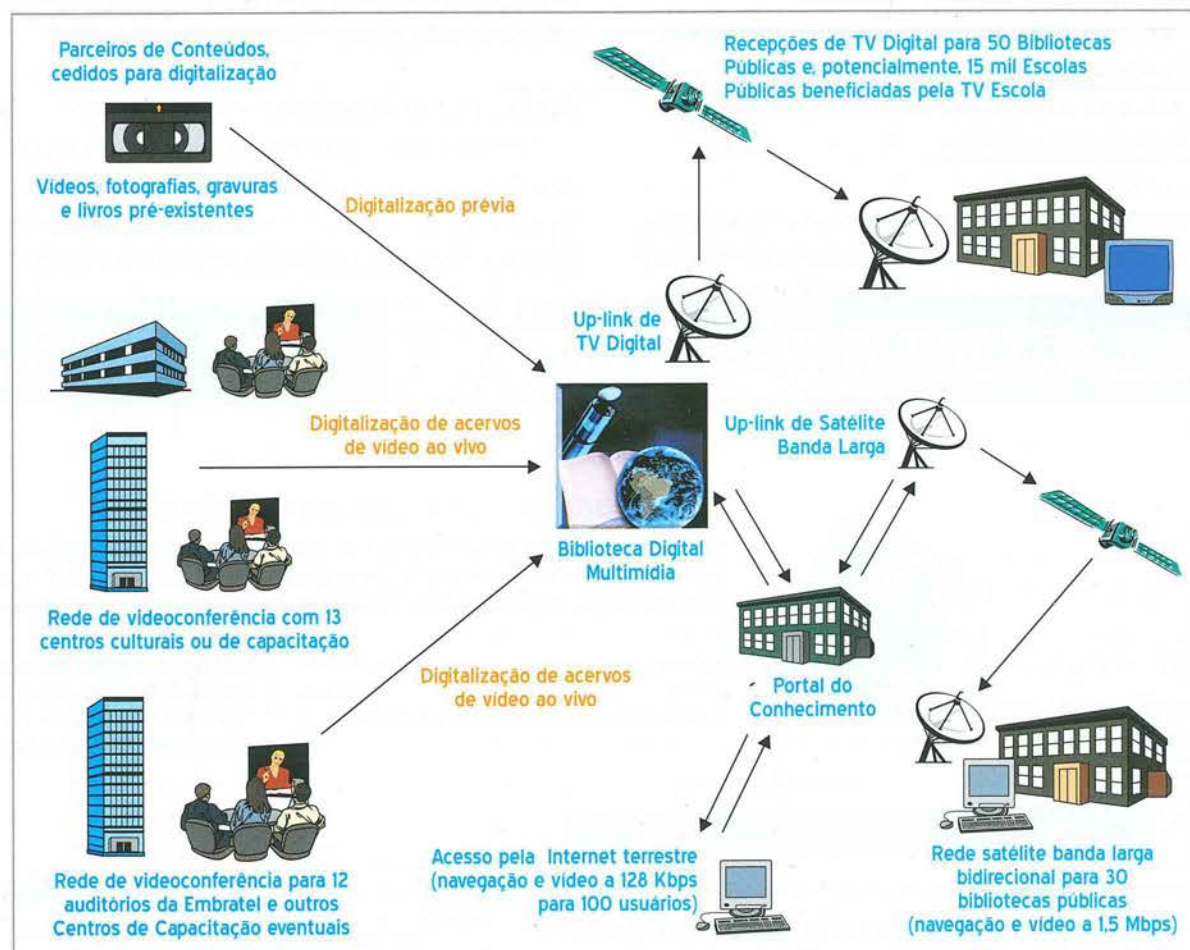 Parceiros de Conteúdos,
cedidos para digitalização
Vídeos, fotografias, gravuras
e livros pré-existentes
Digitalização prévia
Recepções de TV Digital para 50 Bibliotecas
Públicas e, potencialmente, 15 mil Escolas
Públicas beneficiadas pela TV Escola
Up-link de
TV Digital
Digitalização de acervos
de vídeo ao vivo
Up-link de Satélite
Banda Larga
Biblioteca Digital
Multimídia
Rede de videoconferência com 13
centros culturais ou de capacitação
Digitalização de acervos
de vídeo ao vivo
Portal do
Conhecimento
Rede de videoconferência para 12
auditórios da Embratel e outros
Centros de Capacitação eventuais
Acesso pela Internet terrestre
(navegação e vídeo a 128 Kbps
para 100 usuários)
Rede satélite banda larga
bidirecional para 30
bibliotecas públicas
(navegação e vídeo a 1,5 Mbps)